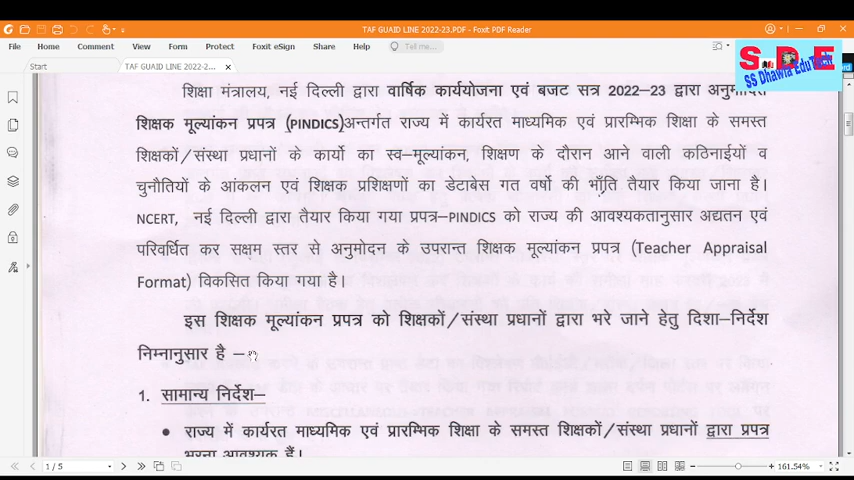 TAF GUAID LINE 2022-23.PDF - Foxit PDF Reader
File Home Comment View Form Protect Foxit eSign Share Help Tell me...
S D E
SS Dhawla EduTech
Start TAF GUAID LINE 2022-2...
शिक्षा मंत्रालय, नई दिल्ली द्वारा वार्षिक कार्ययोजना एवं बजट सत्र 2022–23 द्वारा अनुमोदित
शिक्षक मूल्यांकन प्रपत्र (PINDICS)अन्तर्गत राज्य में कार्यरत माध्यमिक एवं प्रारम्भिक शिक्षा के समस्त
शिक्षकों/संस्था प्रधानों के कार्यो का स्व–मूल्यांकन, शिक्षण के दौरान आने वाली कठिनाईयों व
चुनौतियों के आंकलन एवं शिक्षक प्रशिक्षणों का डेटाबेस गत वर्षो की भाँति तैयार किया जाना है।
NCERT, नई दिल्ली द्वारा तैयार किया गया प्रपत्र–PINDICS को राज्य की आवश्यकतानुसार अद्यतन एवं
परिवर्धित कर सक्षम स्तर से अनुमोदन के उपरान्त शिक्षक मूल्यांकन प्रपत्र (Teacher Appraisal
Format) विकसित किया गया है।
इस शिक्षक मूल्यांकन प्रपत्र को शिक्षकों/संस्था प्रधानों द्वारा भरे जाने हेतु दिशा–निर्देश
निम्नानुसार है –
1. सामान्य निर्देश–
• राज्य में कार्यरत माध्यमिक एवं प्रारम्भिक शिक्षा के समस्त शिक्षकों/संस्था प्रधानों द्वारा प्रपत्र
भरना आवश्यक हैं।
1 / 5 161.54%